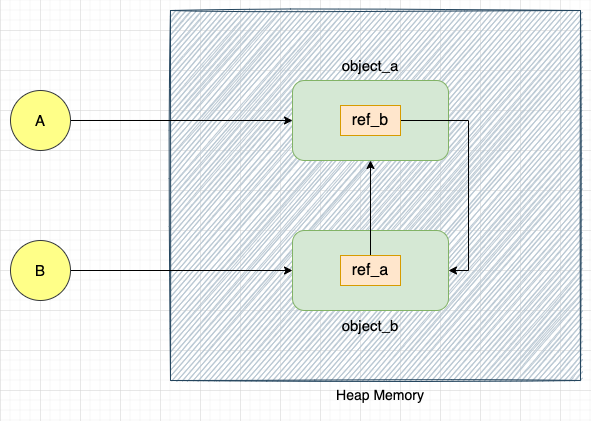 object_a
A
ref_b
B
ref_a
object_b
Heap Memory